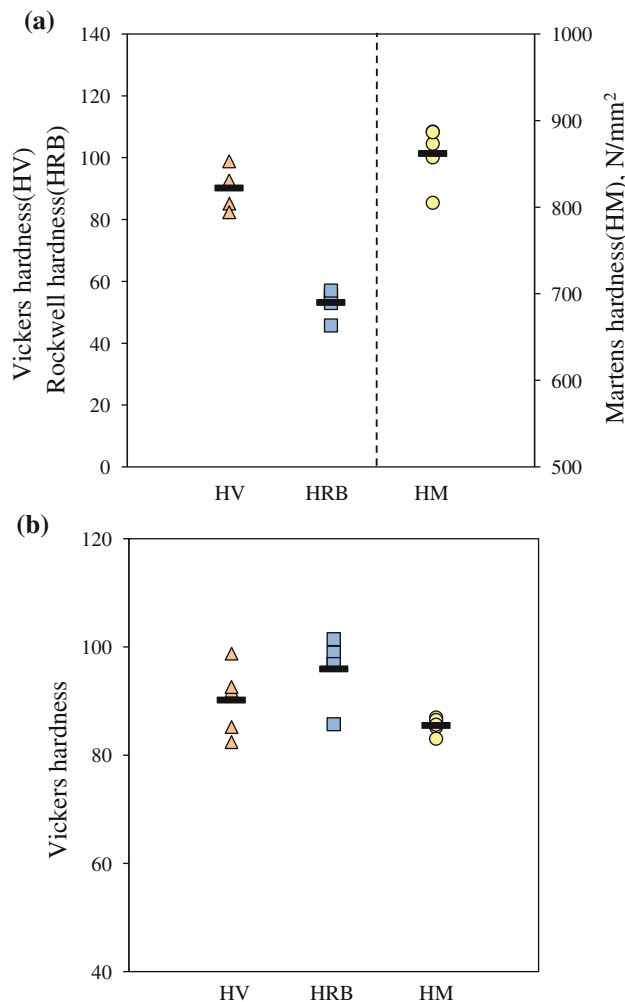 (a)
140
120
100
80
60
40
20
0
Vickers hardness(HV)
Rockwell hardness(HRB)
1000
900
800
700
600
500
Martens hardness(HM), N/mm²
HV HRB HM
(b)
120
100
80
60
40
Vickers hardness
HV HRB HM